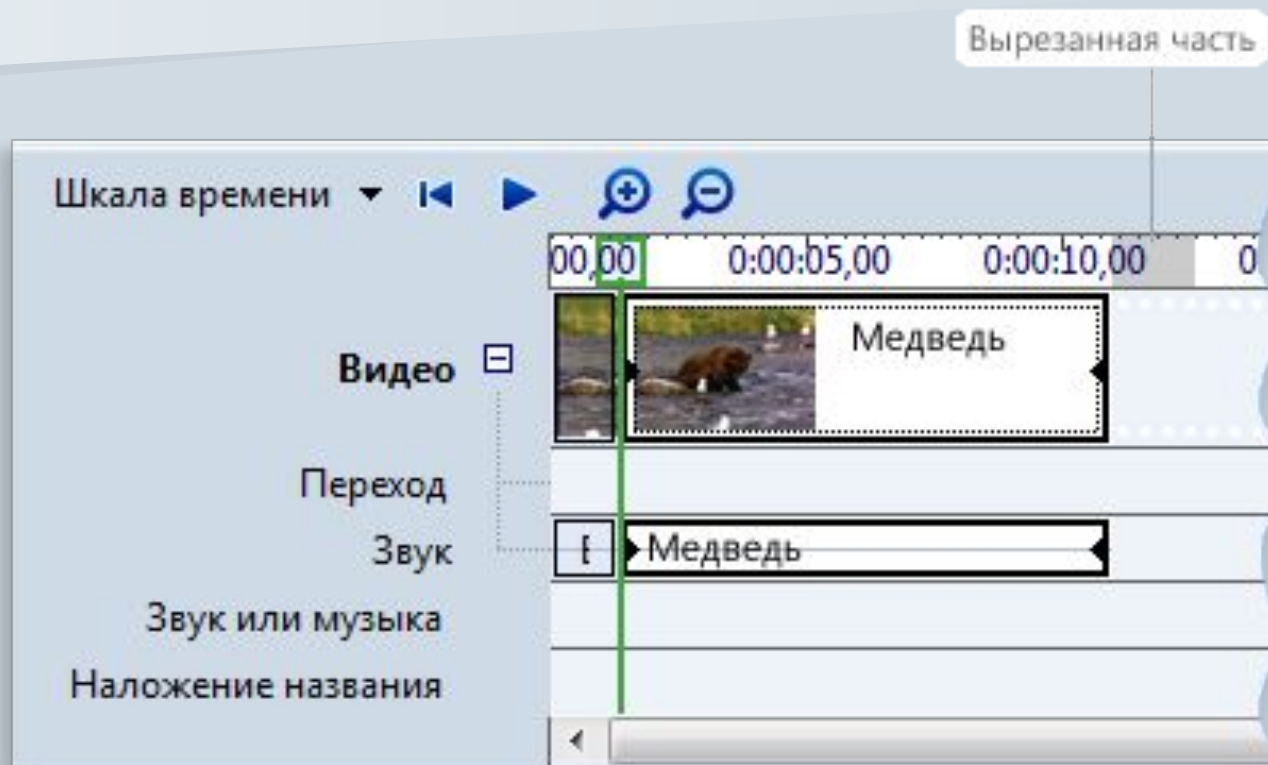 Вырезанная часть
Шкала времени
00,00 0:00:05,00 0:00:10,00 0
Видео
Медведь
Переход
Звук
Медведь
Звук или музыка
Наложение названия